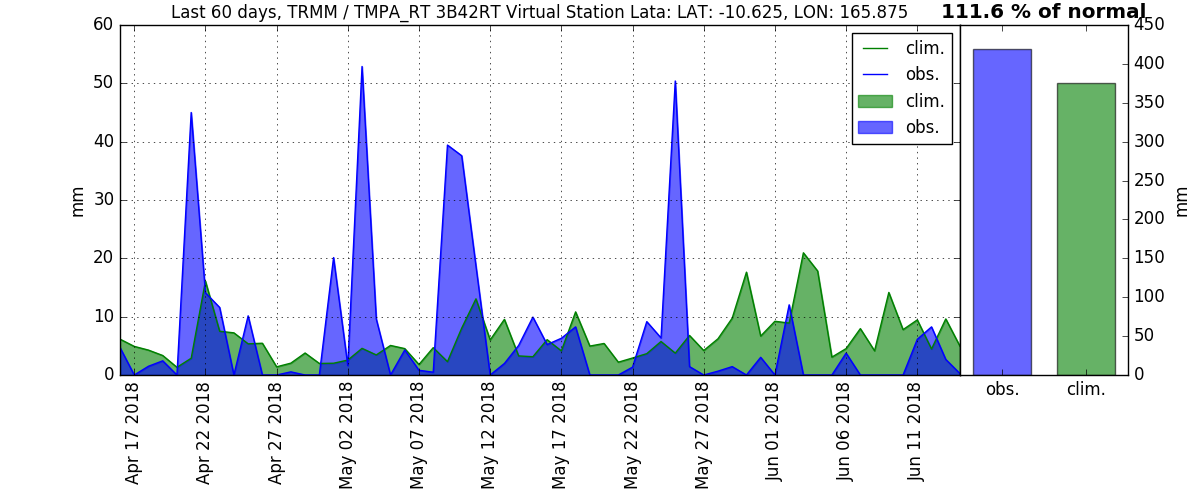 Last 60 days, TRMM / TMPA_RT 3B42RT Virtual Station Lata: LAT: -10.625, LON: 165.875
111.6 % of normal
60
50
40
30
20
10
0
mm
clim.
obs.
clim.
obs.
450
400
350
300
250
200
150
100
50
0
mm
Apr 17 2018
Apr 22 2018
Apr 27 2018
May 02 2018
May 07 2018
May 12 2018
May 17 2018
May 22 2018
May 27 2018
Jun 01 2018
Jun 06 2018
Jun 11 2018
obs.
clim.